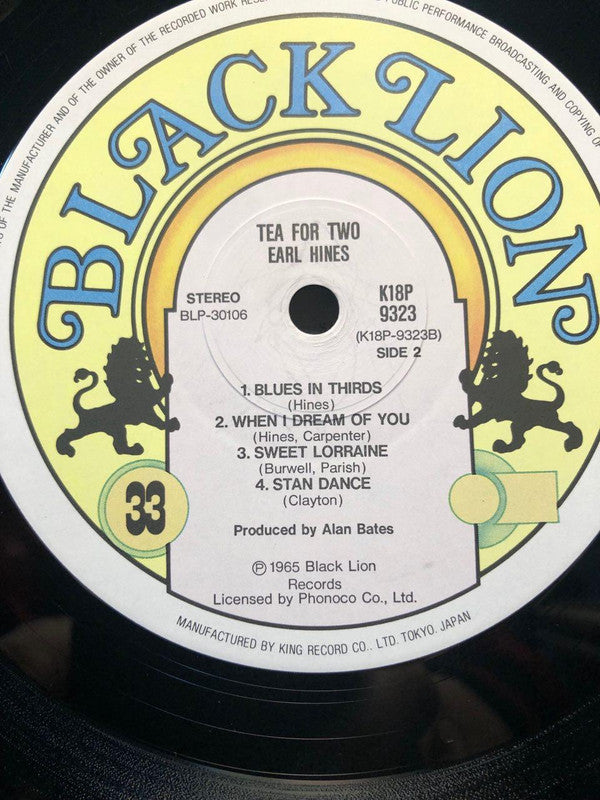 OF THE MANUFACTURER AND OF THE OWNER OF THE RECORDED WORK
PUBLIC PERFORMANCE BROADCASTING AND COPYING OF
BLACK LION
TEA FOR TWO
EARL HINES
STEREO
BLP-30106
K18P
9323
(K18P-9323B)
SIDE 2
1. BLUES IN THIRDS
(Hines)
2. WHEN I DREAM OF YOU
(Hines, Carpenter)
3. SWEET LORRAINE
(Burwell, Parish)
4. STAN DANCE
(Clayton)
33
Produced by Alan Bates
Ⓟ 1965 Black Lion
Records
Licensed by Phonoco Co., Ltd.
MANUFACTURED BY KING RECORD CO., LTD. TOKYO. JAPAN